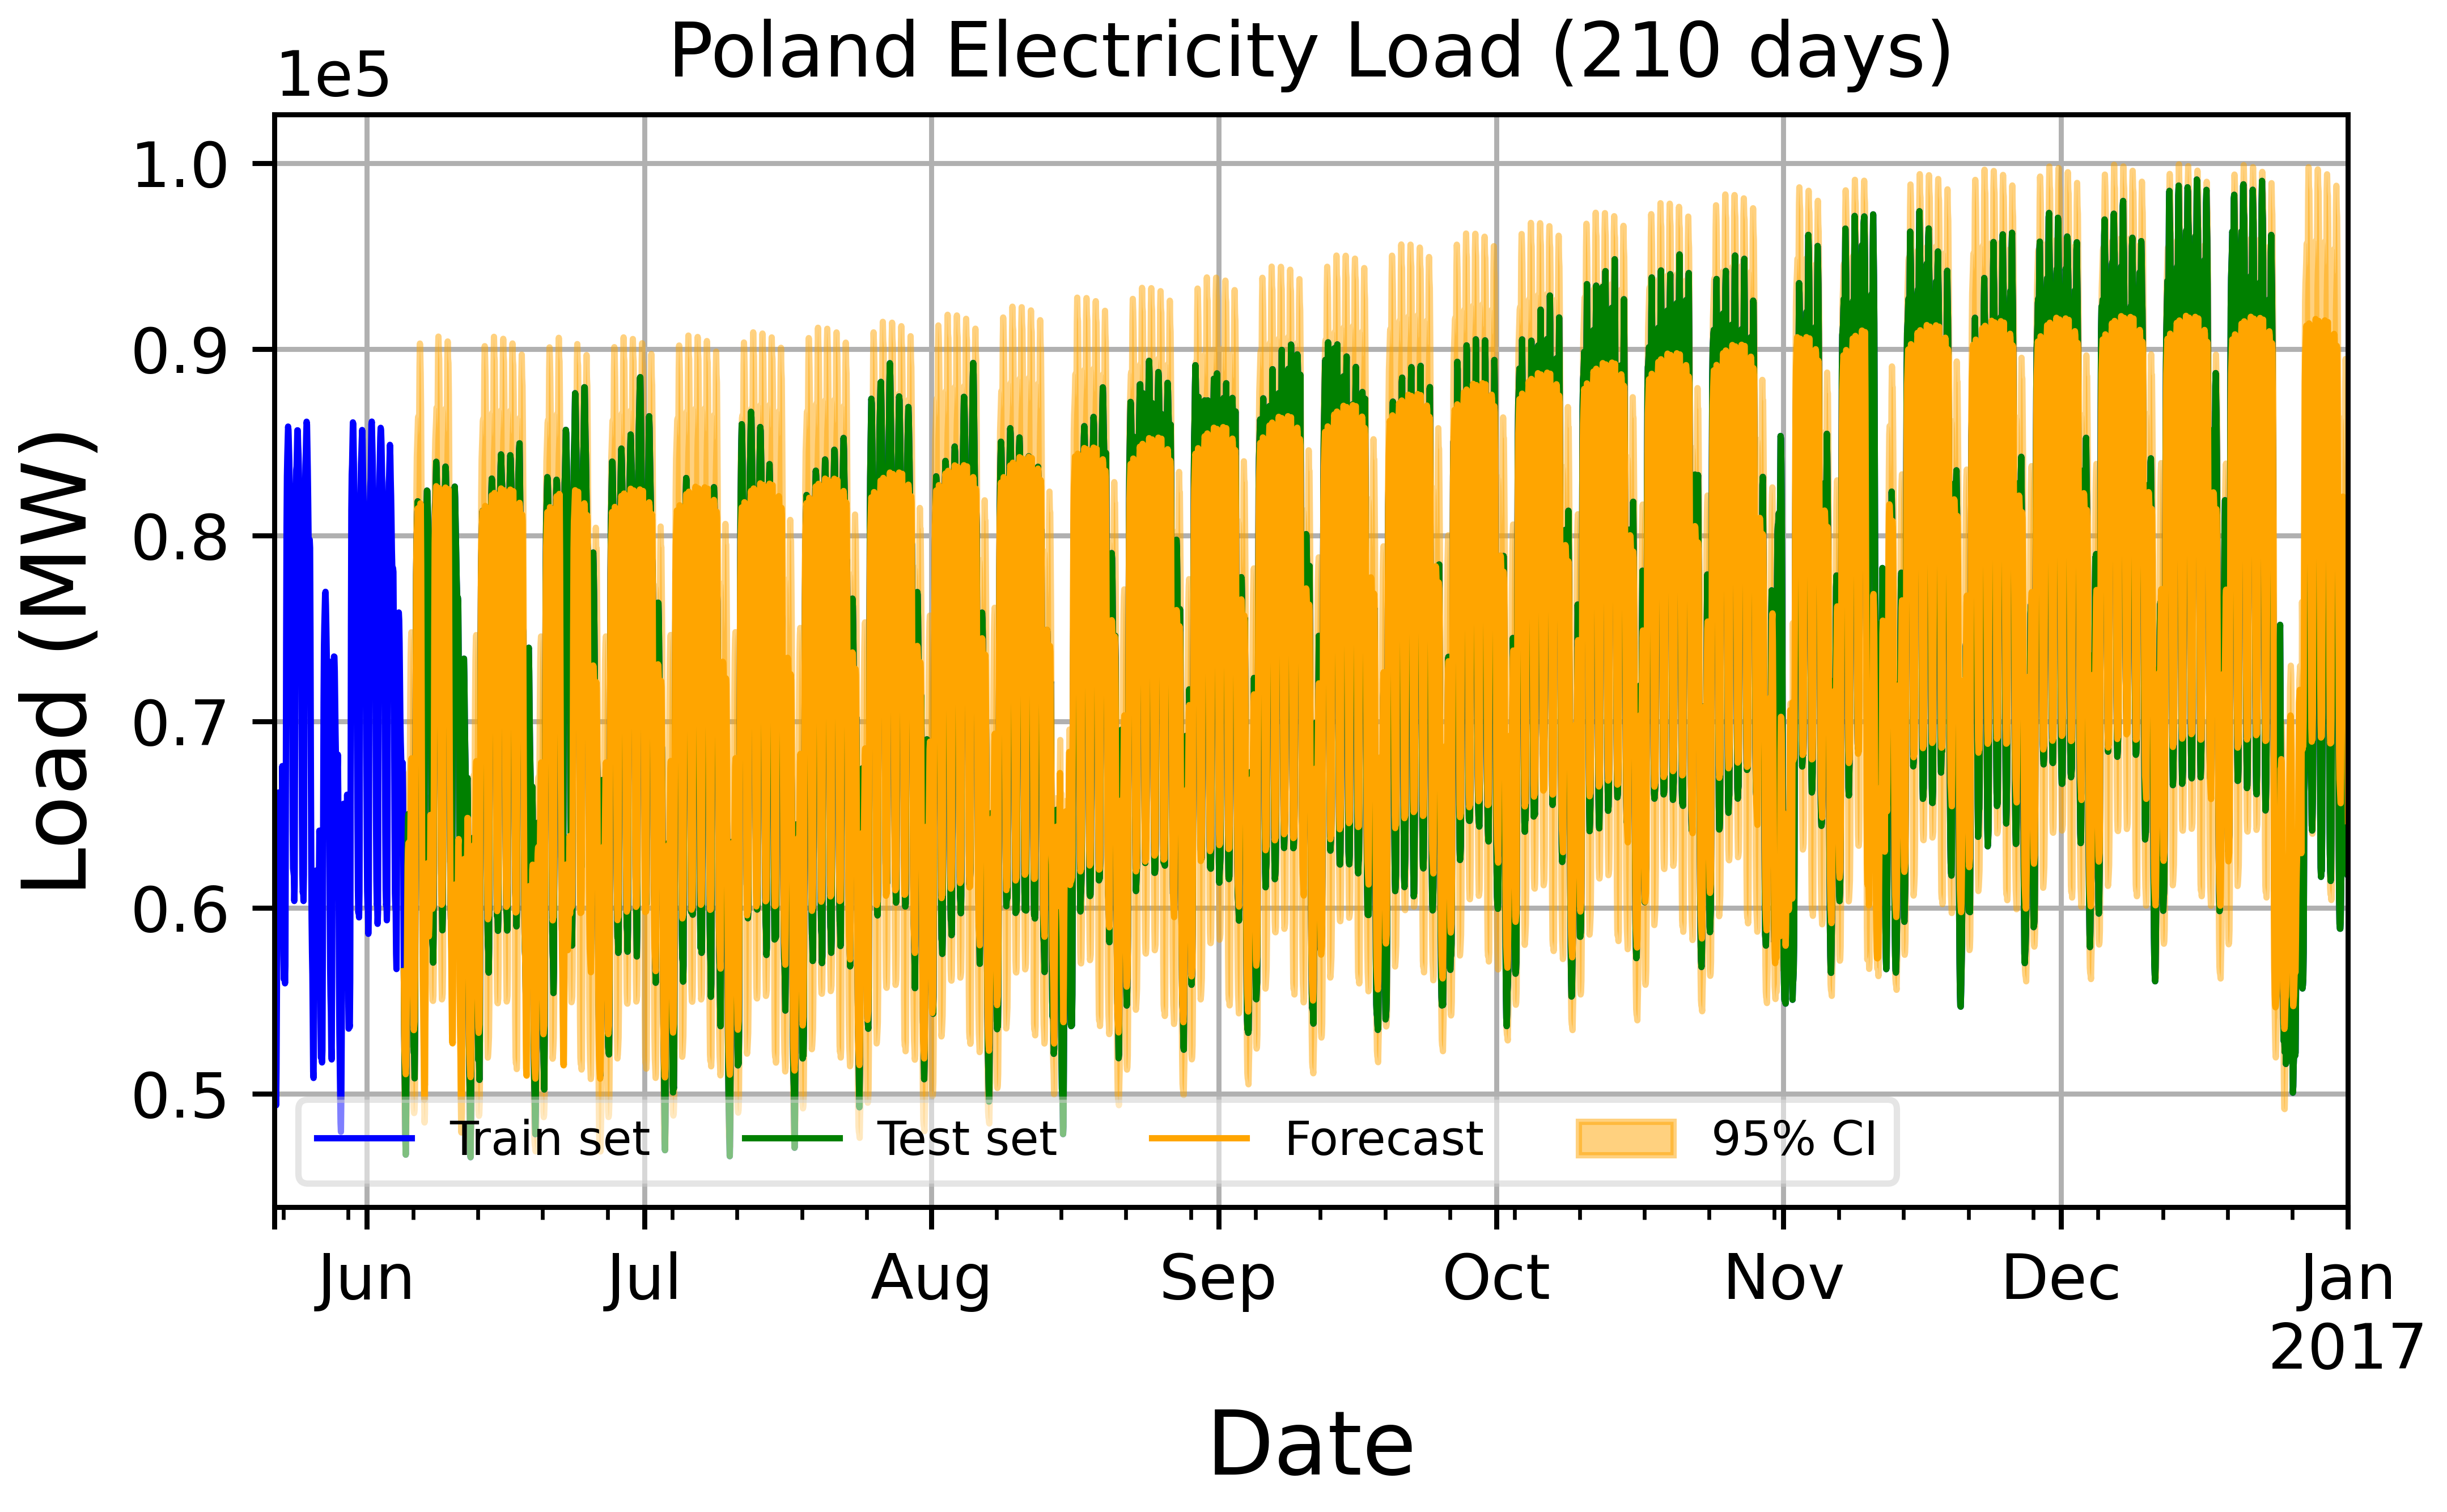 Poland Electricity Load (210 days)
1e5
1.0
0.9
0.8
0.7
0.6
0.5
Load (MW)
Train set
Test set
Forecast
95% CI
Jun
Jul
Aug
Sep
Oct
Nov
Dec
Jan
2017
Date